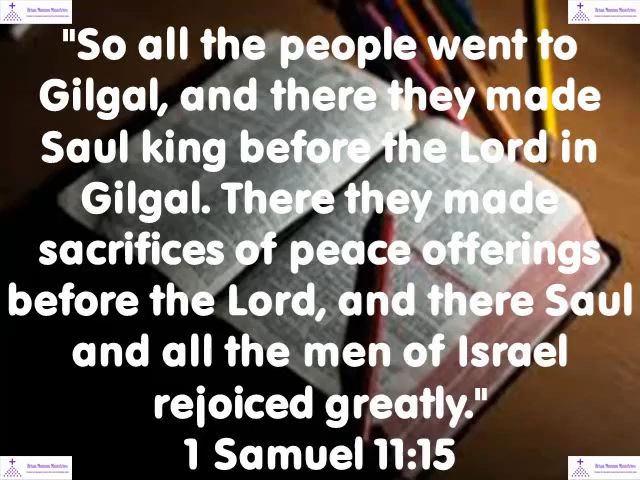 "So all the people went to
Gilgal, and there they made
Saul king before the Lord in
Gilgal. There they made
sacrifices of peace offerings
before the Lord, and there Saul
and all the men of Israel
rejoiced greatly."
1 Samuel 11:15